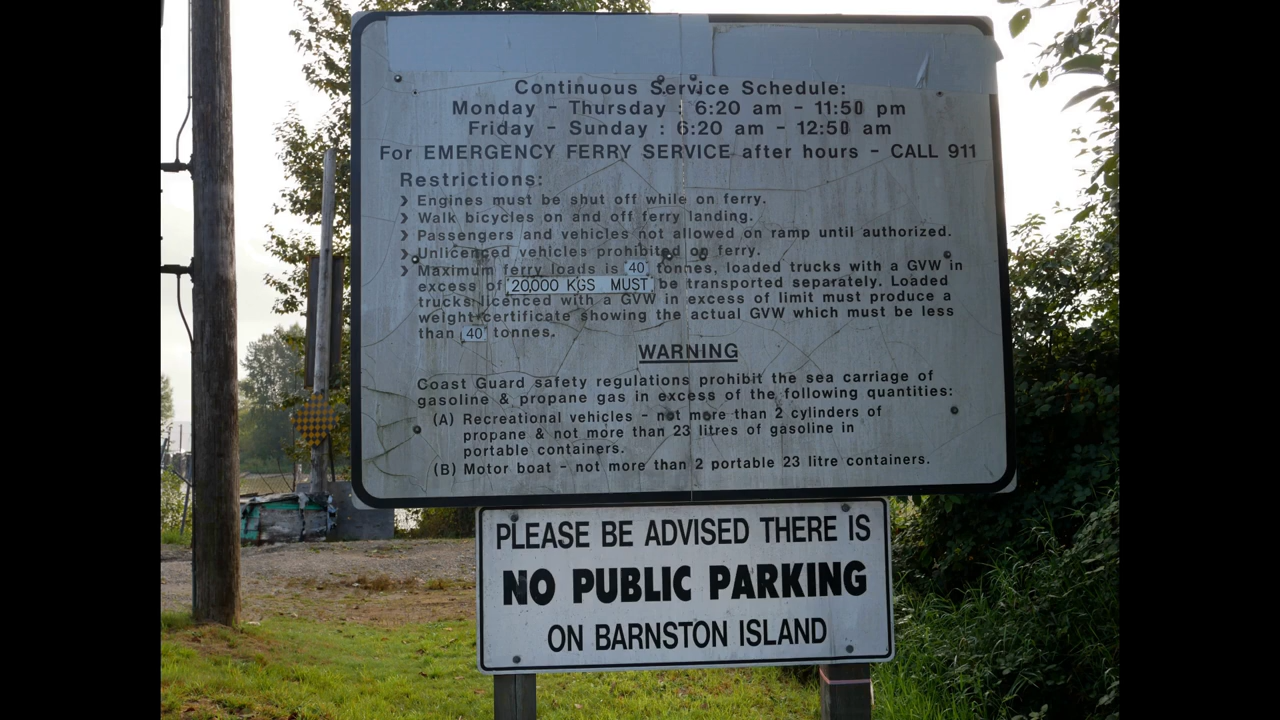 Continuous Service Schedule:
Monday - Thursday : 6:20 am - 11:50 pm
Friday - Sunday : 6:20 am - 12:50 am
For EMERGENCY FERRY SERVICE after hours - CALL 911
Restrictions:
❯ Engines must be shut off while on ferry.
❯ Walk bicycles on and off ferry landing.
❯ Passengers and vehicles not allowed on ramp until authorized.
❯ Unlicenced vehicles prohibited on ferry.
❯ Maximum ferry loads is 40 tonnes, loaded trucks with a GVW in
excess of 20,000 KGS MUST be transported separately. Loaded
trucks licenced with a GVW in excess of limit must produce a
weight certificate showing the actual GVW which must be less
than 40 tonnes.
WARNING
Coast Guard safety regulations prohibit the sea carriage of
gasoline & propane gas in excess of the following quantities:
(A) Recreational vehicles - not more than 2 cylinders of
propane & not more than 23 litres of gasoline in
portable containers.
(B) Motor boat - not more than 2 portable 23 litre containers.
PLEASE BE ADVISED THERE IS
NO PUBLIC PARKING
ON BARNSTON ISLAND